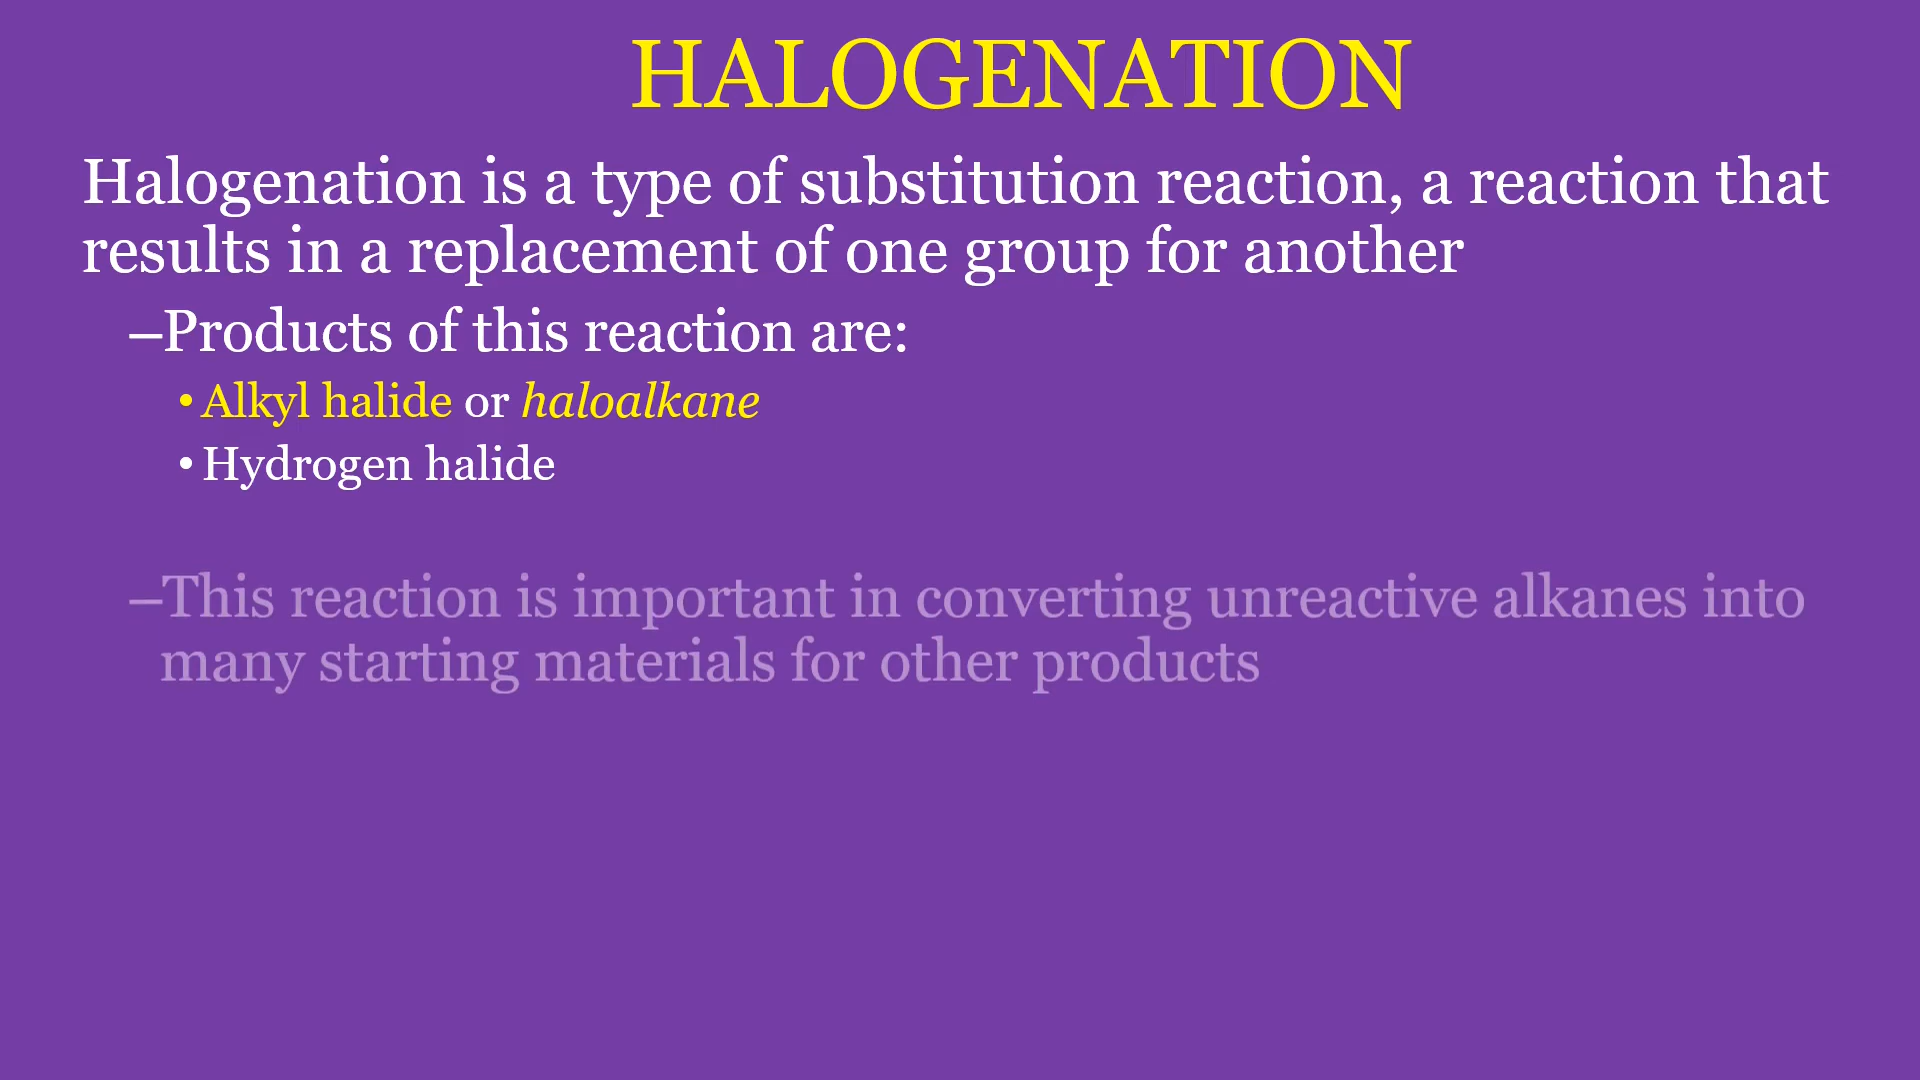 HALOGENATION
Halogenation is a type of substitution reaction, a reaction that
results in a replacement of one group for another
–Products of this reaction are:
• Alkyl halide or haloalkane
• Hydrogen halide
–This reaction is important in converting unreactive alkanes into
many starting materials for other products